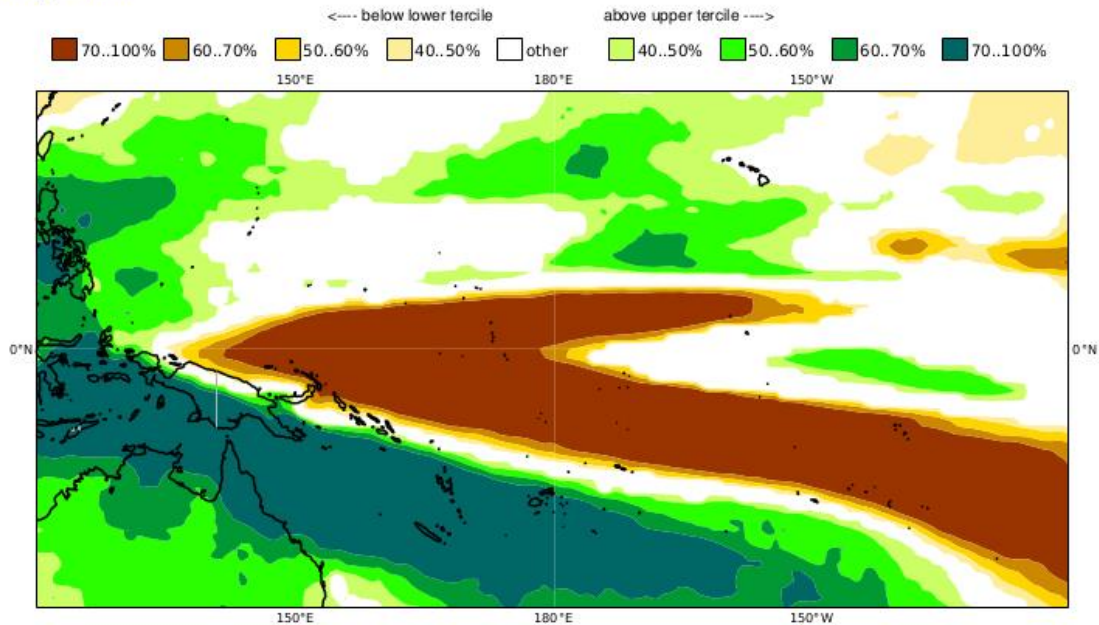 <---- below lower tercile above upper tercile ---->
70..100% 60..70% 50..60% 40..50% other 40..50% 50..60% 60..70% 70..100%
150°E 180°E 150°W
0°N 0°N
150°E 180°E 150°W